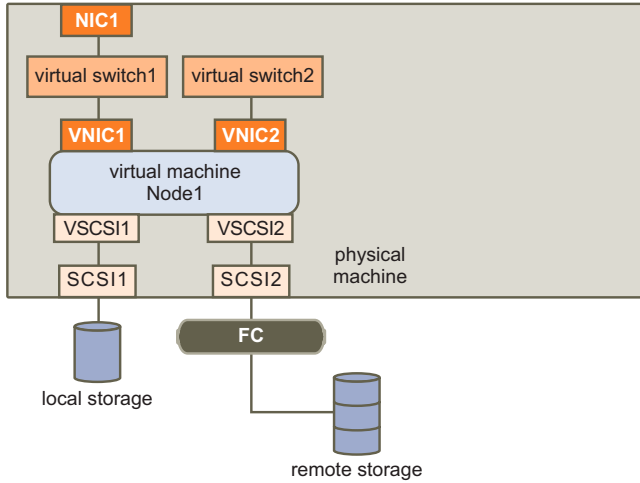 NIC1
virtual switch1
virtual switch2
VNIC1
VNIC2
virtual machine
Node1
VSCSI1
VSCSI2
physical
machine
SCSI1
SCSI2
FC
local storage
remote storage